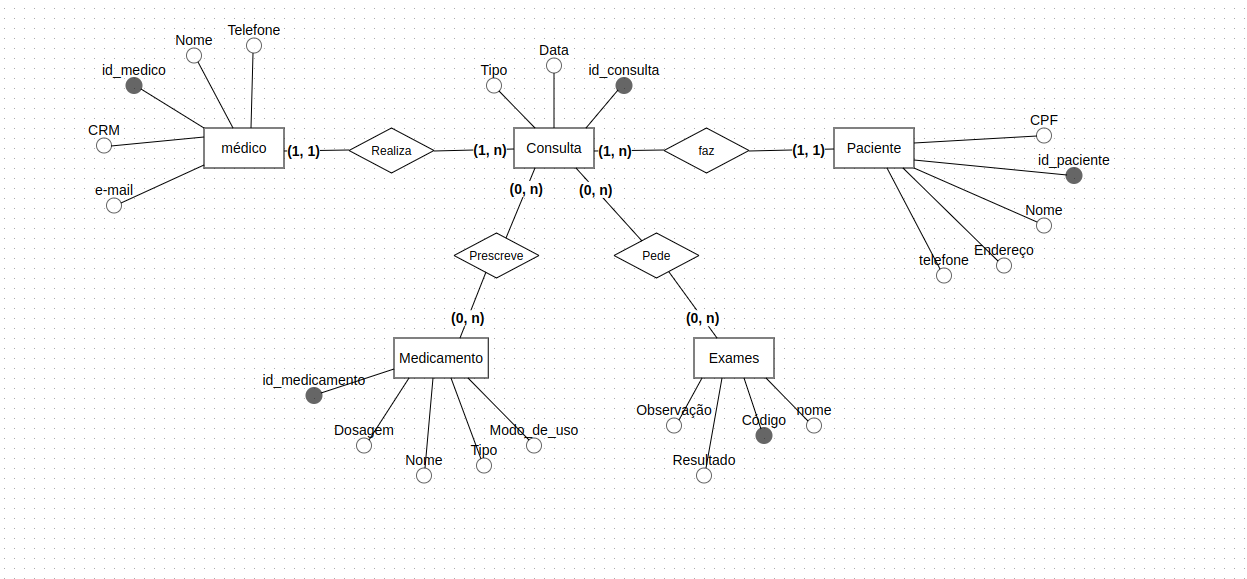 Telefone
Nome
id_medico
CRM
e-mail
médico
(1, 1)
Realiza
(1, n)
Tipo
Data
id_consulta
Consulta
(1, n)
faz
(1, 1)
Paciente
CPF
id_paciente
Nome
Endereço
telefone
(0, n)
(0, n)
Prescreve
Pede
(0, n)
(0, n)
Medicamento
id_medicamento
Dosagem
Nome
Tipo
Modo_de_uso
Exames
Observação
Resultado
Código
nome